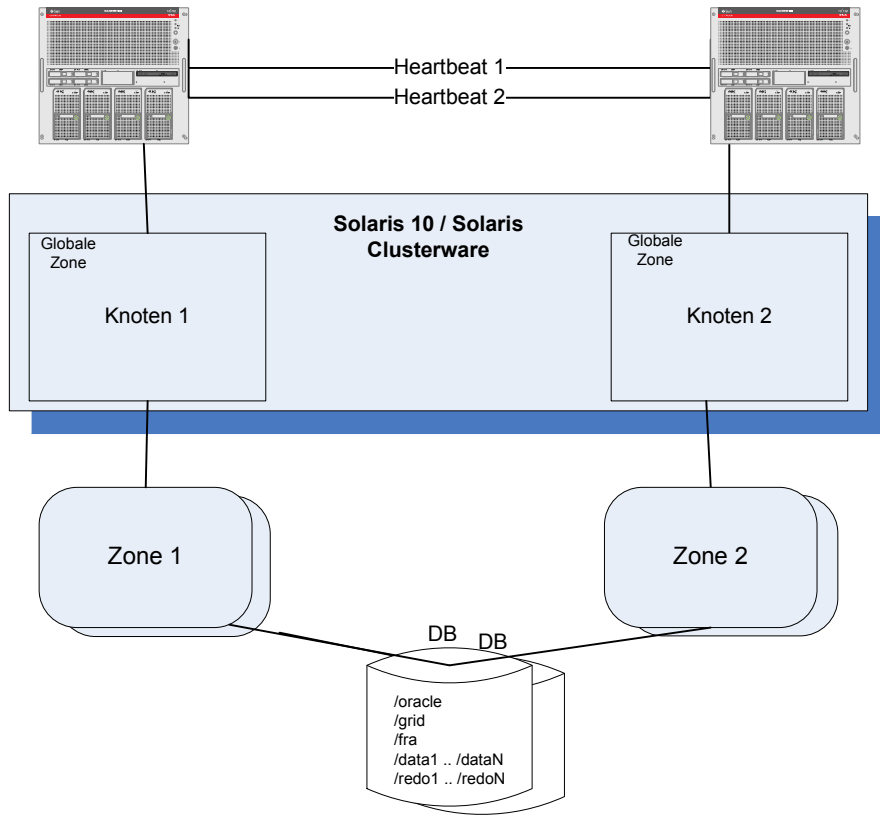 Heartbeat 1
Heartbeat 2
Solaris 10 / Solaris
Clusterware
Globale
Zone
Knoten 1
Globale
Zone
Knoten 2
Zone 1
Zone 2
DB
DB
/oracle
/grid
/fra
/data1 .. /dataN
/redo1 .. /redoN